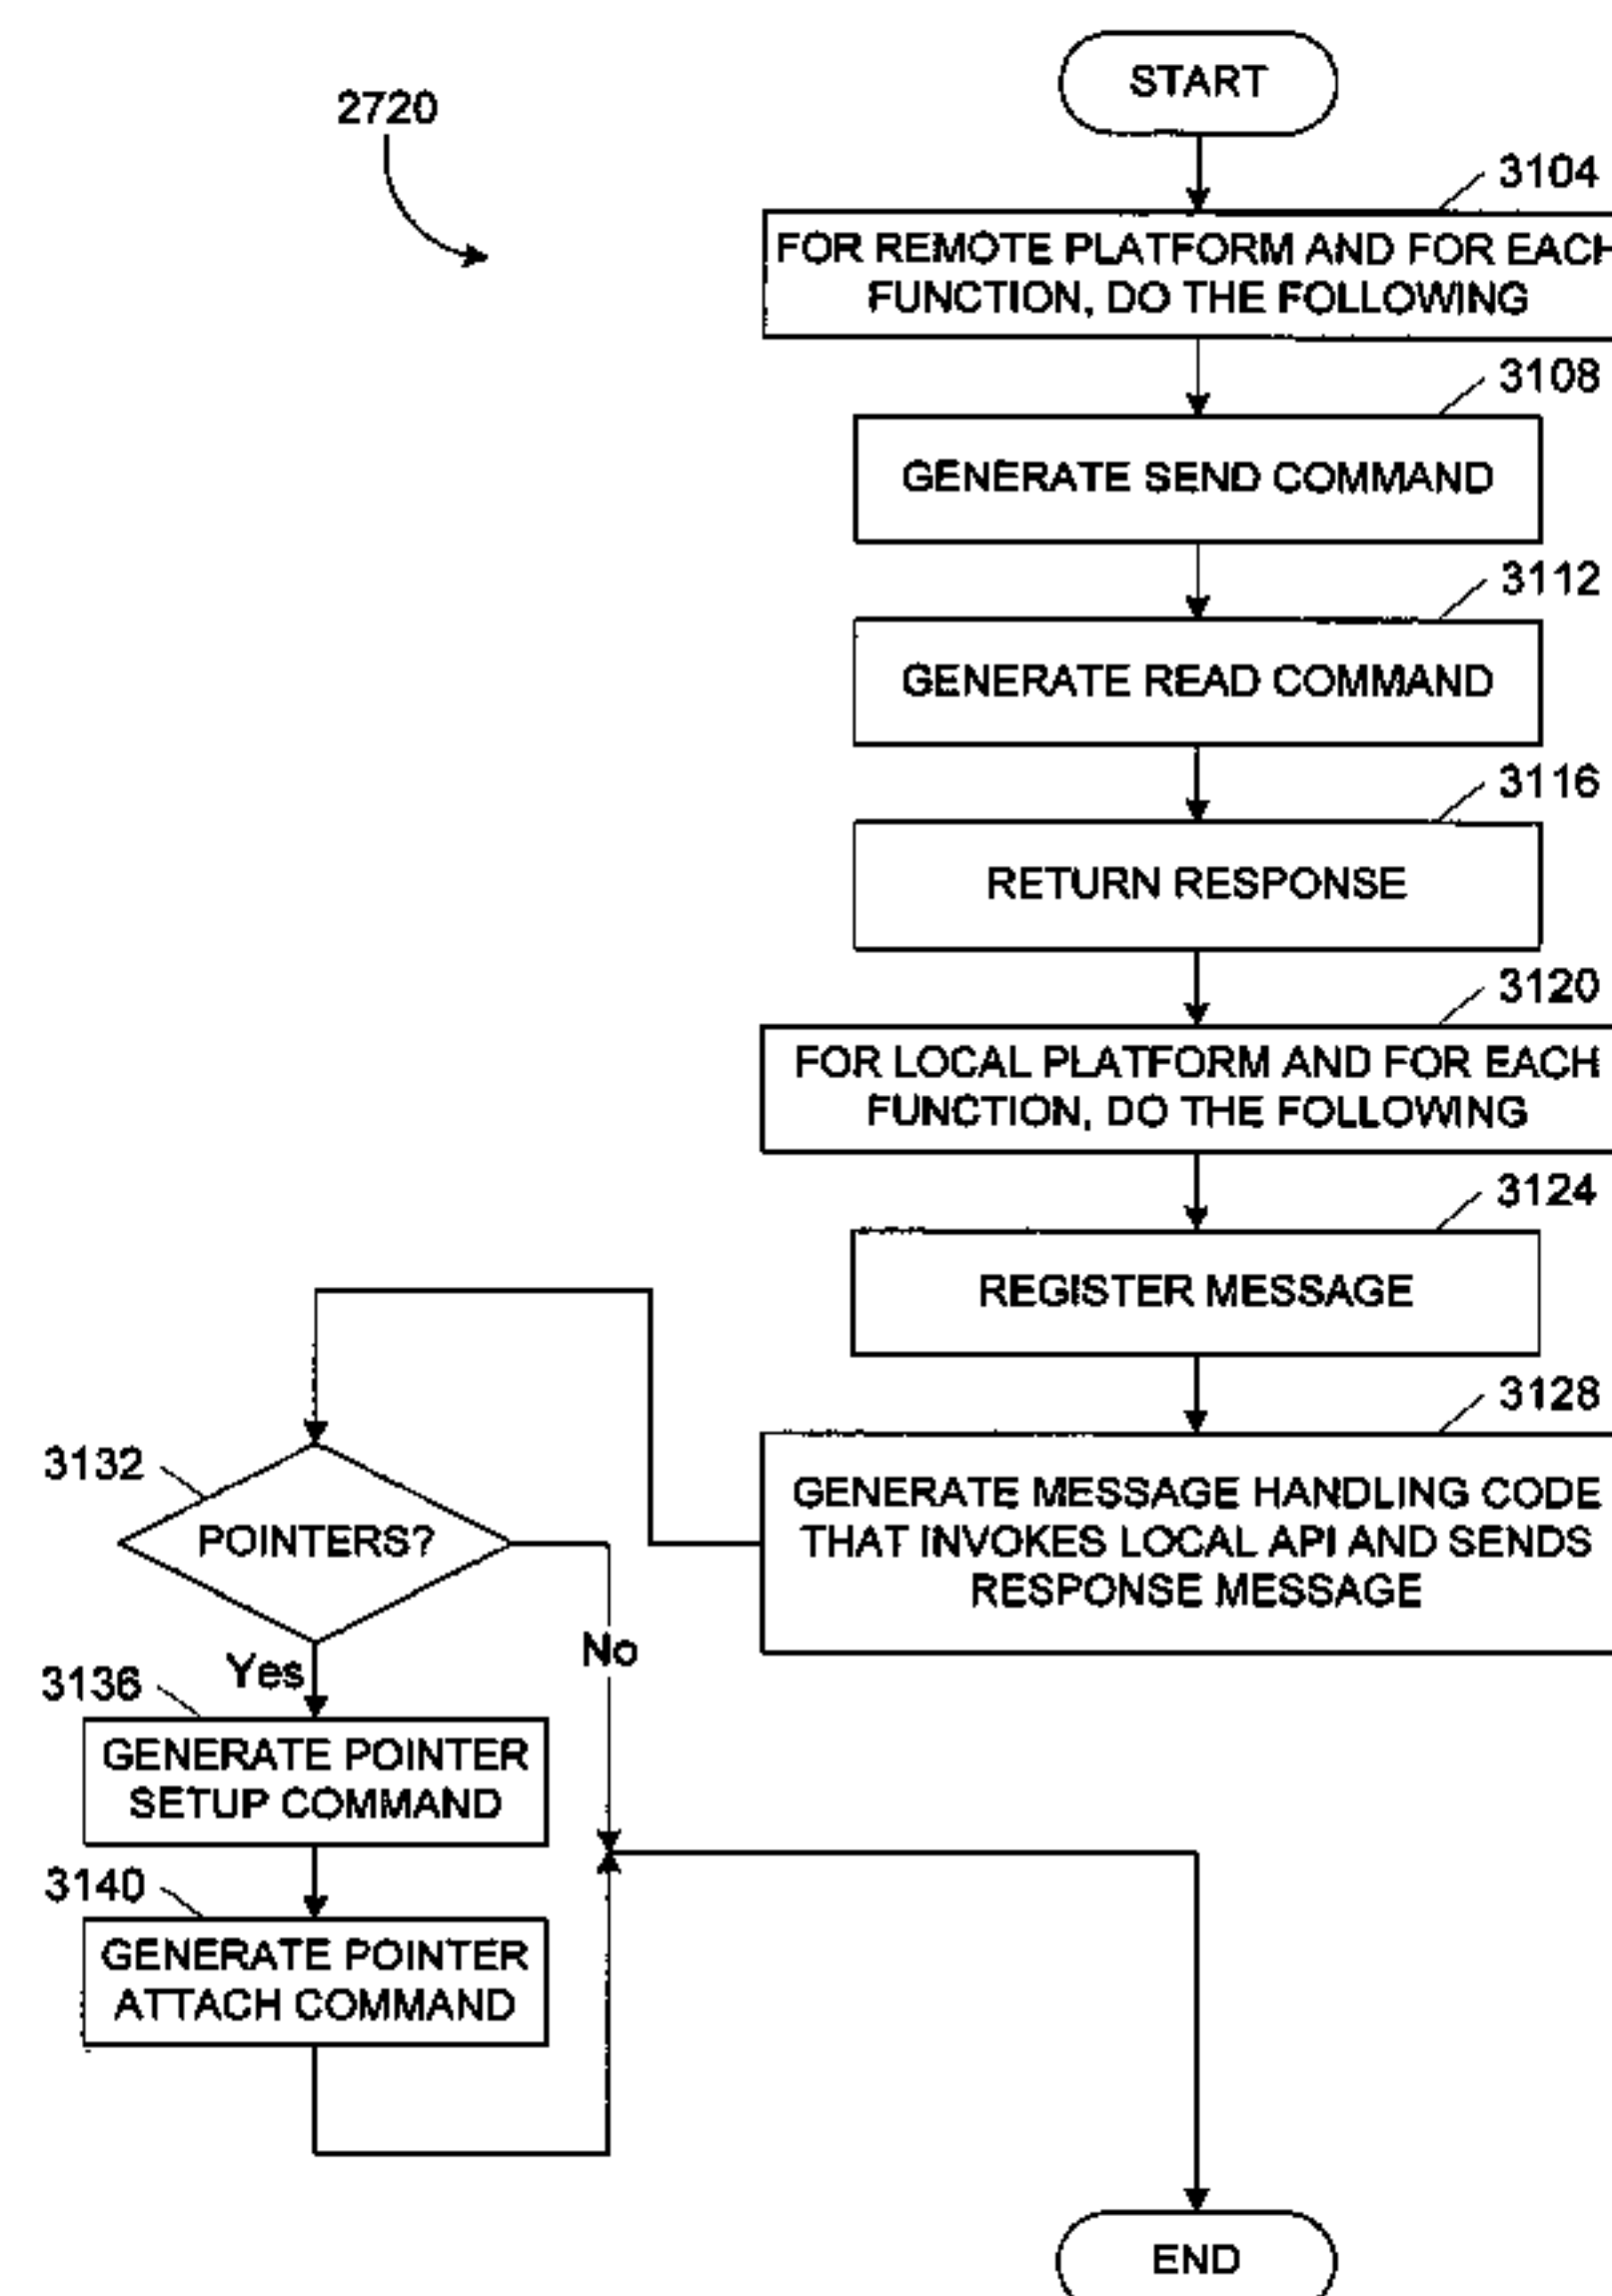 2720
START
3104
FOR REMOTE PLATFORM AND FOR EACH
FUNCTION, DO THE FOLLOWING
3108
GENERATE SEND COMMAND
3112
GENERATE READ COMMAND
3116
RETURN RESPONSE
3120
FOR LOCAL PLATFORM AND FOR EACH
FUNCTION, DO THE FOLLOWING
3124
REGISTER MESSAGE
3128
GENERATE MESSAGE HANDLING CODE
THAT INVOKES LOCAL API AND SENDS
RESPONSE MESSAGE
3132
POINTERS?
Yes
No
3136
GENERATE POINTER
SETUP COMMAND
3140
GENERATE POINTER
ATTACH COMMAND
END